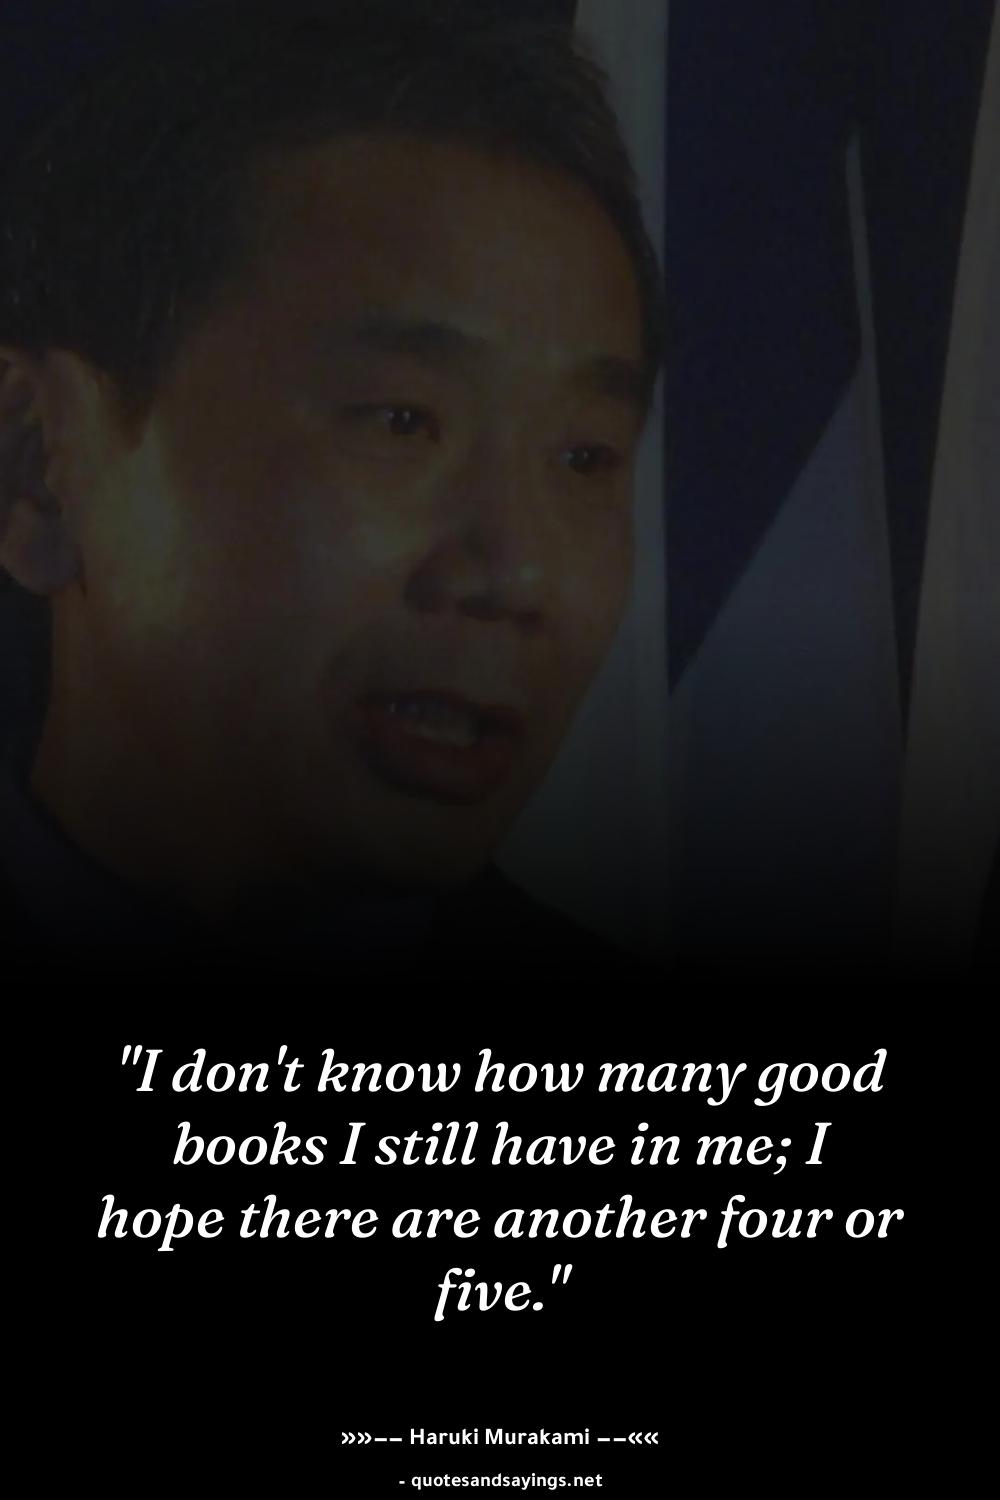 "I don't know how many good
books I still have in me; I
hope there are another four or
five."
»»–– Haruki Murakami ––««
- quotesandsayings.net